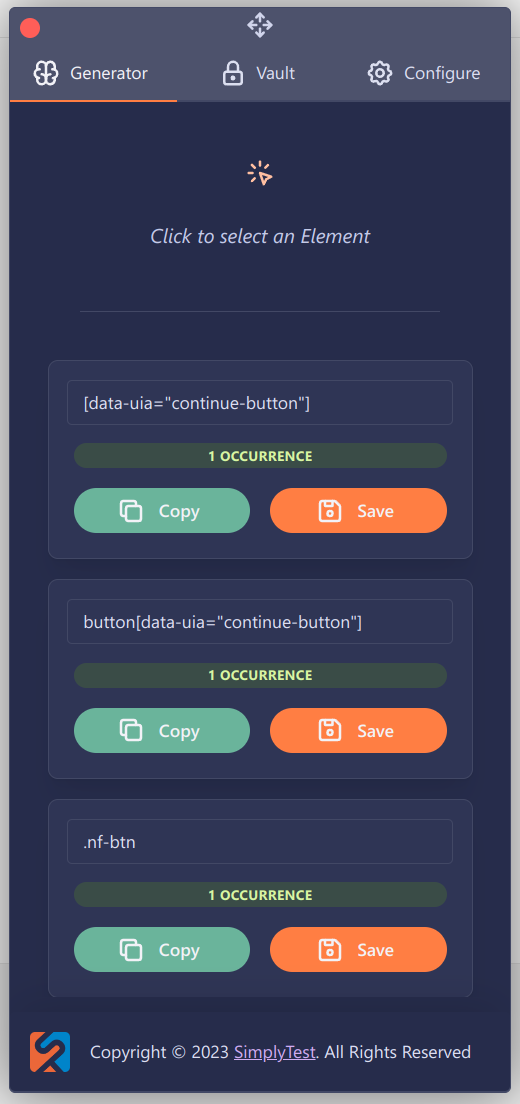 Generator Vault Configure
Click to select an Element
[data-uia="continue-button"]
1 OCCURRENCE
Copy Save
button[data-uia="continue-button"]
1 OCCURRENCE
Copy Save
.nf-btn
1 OCCURRENCE
Copy Save
Copyright © 2023 SimplyTest. All Rights Reserved